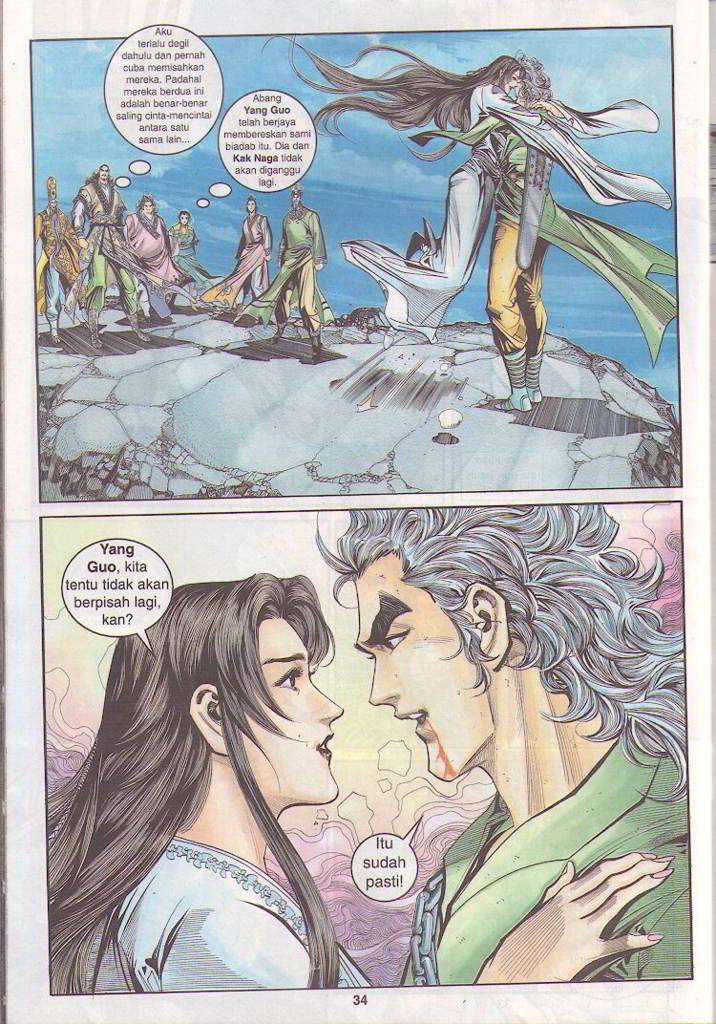 Aku
terlalu degil
dahulu dan pernah
cuba memisahkan
mereka. Padahal
mereka berdua ini
adalah benar-benar
saling cinta-mencintai
antara satu
sama lain...
Abang
Yang Guo
telah berjaya
membereskan sami
biadab itu. Dia dan
Kak Naga tidak
akan diganggu
lagi.
Yang
Guo, kita
tentu tidak akan
berpisah lagi,
kan?
Itu
sudah
pasti!
34